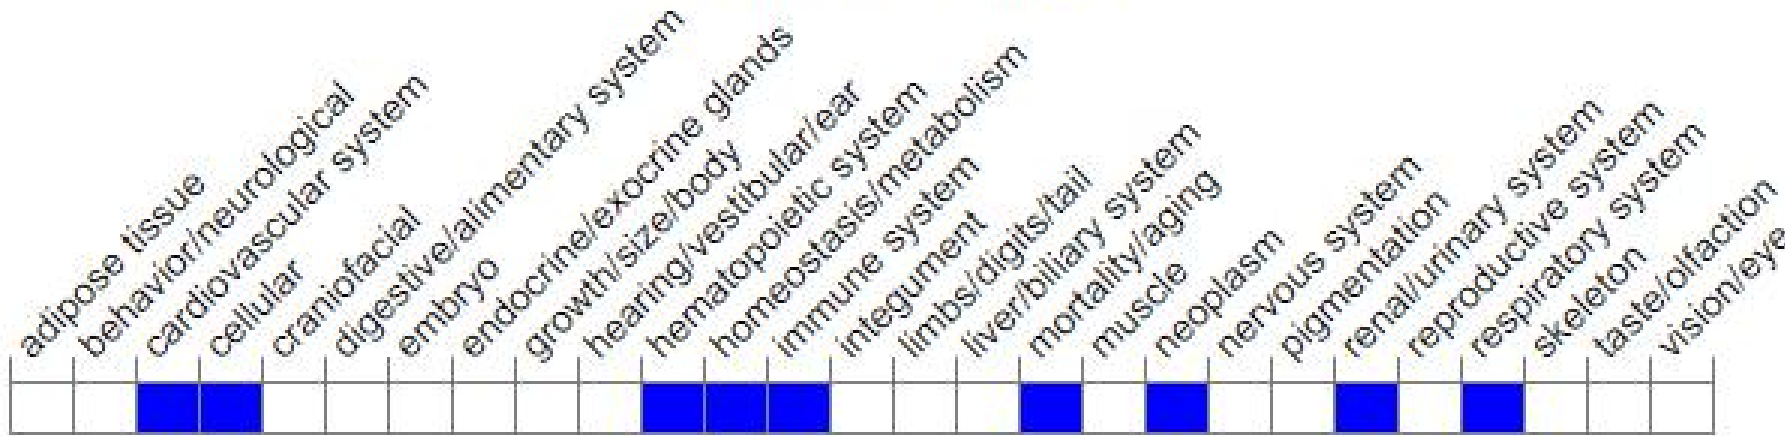 adipose tissue
behavior/neurological
cardiovascular system
cellular
craniofacial
digestive/alimentary system
embryo
endocrine/exocrine glands
growth/size/body
hearing/vestibular/ear
hematopoietic system
homeostasis/metabolism
immune system
integument
limbs/digits/tail
liver/biliary system
mortality/aging
muscle
neoplasm
nervous system
pigmentation
renal/urinary system
reproductive system
respiratory system
skeleton
taste/olfaction
vision/eye